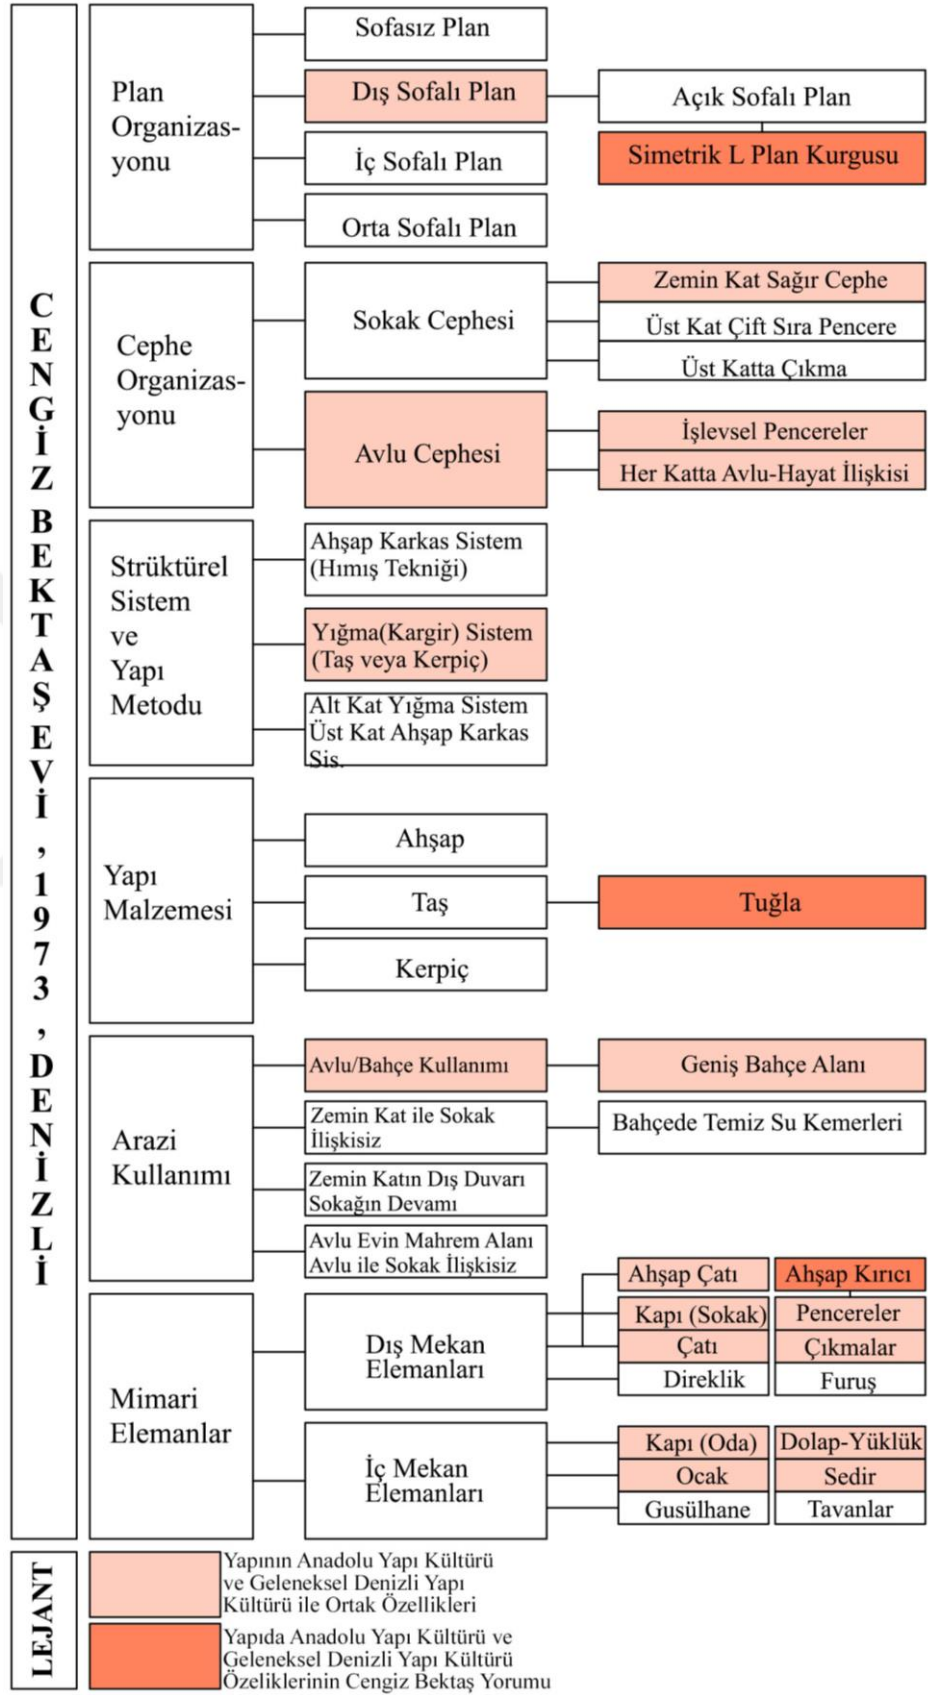 CENGİZ BEKTAŞ EVİ, 1973, DENİZLİ
Plan
Organizas-
yonu
Sofasız Plan
Dış Sofalı Plan
Açık Sofalı Plan
Simetrik L Plan Kurgusu
İç Sofalı Plan
Orta Sofalı Plan
Cephe
Organizas-
yonu
Sokak Cephesi
Zemin Kat Sağır Cephe
Üst Kat Çift Sıra Pencere
Üst Katta Çıkma
Avlu Cephesi
İşlevsel Pencereler
Her Katta Avlu-Hayat İlişkisi
Strüktürel
Sistem
ve
Yapı
Metodu
Ahşap Karkas Sistem
(Hımış Tekniği)
Yığma(Kargir) Sistem
(Taş veya Kerpiç)
Alt Kat Yığma Sistem
Üst Kat Ahşap Karkas
Sis.
Yapı
Malzemesi
Ahşap
Taş
Tuğla
Kerpiç
Arazi
Kullanımı
Avlu/Bahçe Kullanımı
Geniş Bahçe Alanı
Zemin Kat ile Sokak
İlişkisiz
Bahçede Temiz Su Kemerleri
Zemin Katın Dış Duvarı
Sokağın Devamı
Avlu Evin Mahrem Alanı
Avlu ile Sokak İlişkisiz
Mimari
Elemanlar
Dış Mekan
Elemanları
Ahşap Çatı
Ahşap Kırıcı
Kapı (Sokak)
Pencereler
Çatı
Çıkmalar
Direklik
Furuş
İç Mekan
Elemanları
Kapı (Oda)
Dolap-Yüklük
Ocak
Sedir
Gusülhane
Tavanlar
LEJANT
Yapının Anadolu Yapı Kültürü
ve Geleneksel Denizli Yapı
Kültürü ile Ortak Özellikleri
Yapıda Anadolu Yapı Kültürü ve
Geleneksel Denizli Yapı Kültürü
Özeliklerinin Cengiz Bektaş Yorumu